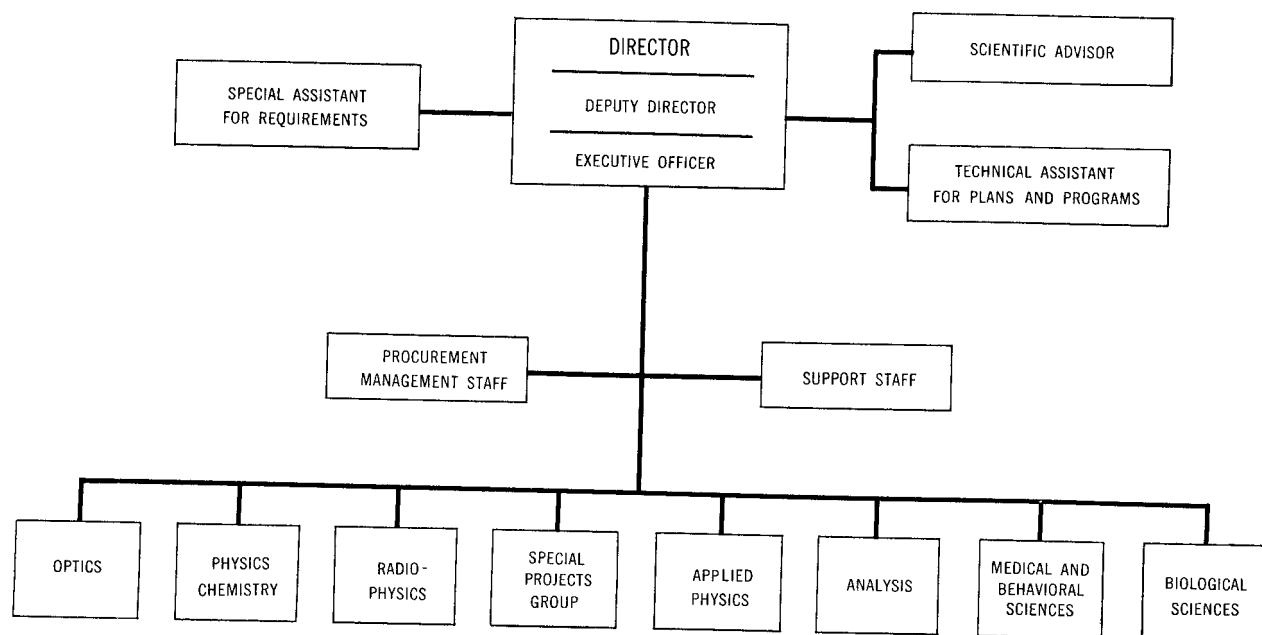 DIRECTOR
DEPUTY DIRECTOR
EXECUTIVE OFFICER
SPECIAL ASSISTANT
FOR REQUIREMENTS
SCIENTIFIC ADVISOR
TECHNICAL ASSISTANT
FOR PLANS AND PROGRAMS
PROCUREMENT
MANAGEMENT STAFF
SUPPORT STAFF
OPTICS
PHYSICS
CHEMISTRY
RADIO-
PHYSICS
SPECIAL
PROJECTS
GROUP
APPLIED
PHYSICS
ANALYSIS
MEDICAL AND
BEHAVIORAL
SCIENCES
BIOLOGICAL
SCIENCES